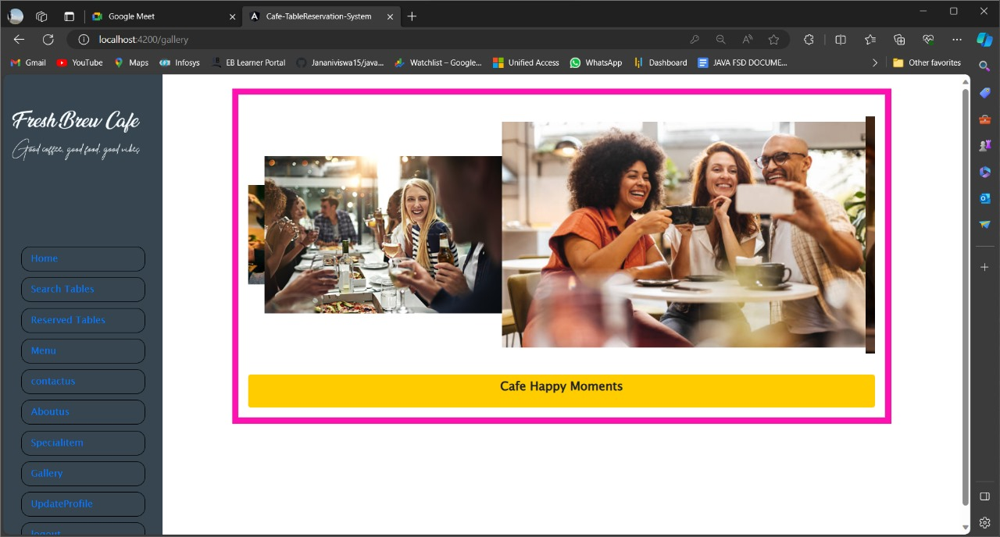 Google Meet
Cafe-TableReservation-System
localhost:4200/gallery
Gmail
YouTube
Maps
Infosys
EB Learner Portal
Jananiviswa15/java...
Watchlist – Google...
Unified Access
WhatsApp
Dashboard
JAVA FSD DOCUME...
Other favorites
Fresh Brew Cafe
Good coffee, good food, good vibes
Home
Search Tables
Reserved Tables
Menu
contactus
Aboutus
Specialitem
Gallery
UpdateProfile
logout
Cafe Happy Moments